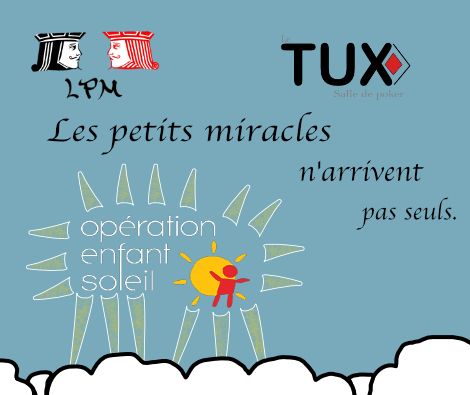 LPM
Le
TUX
Salle de poker
Les petits miracles
n'arrivent
pas seuls.
opération
enfant
soleil